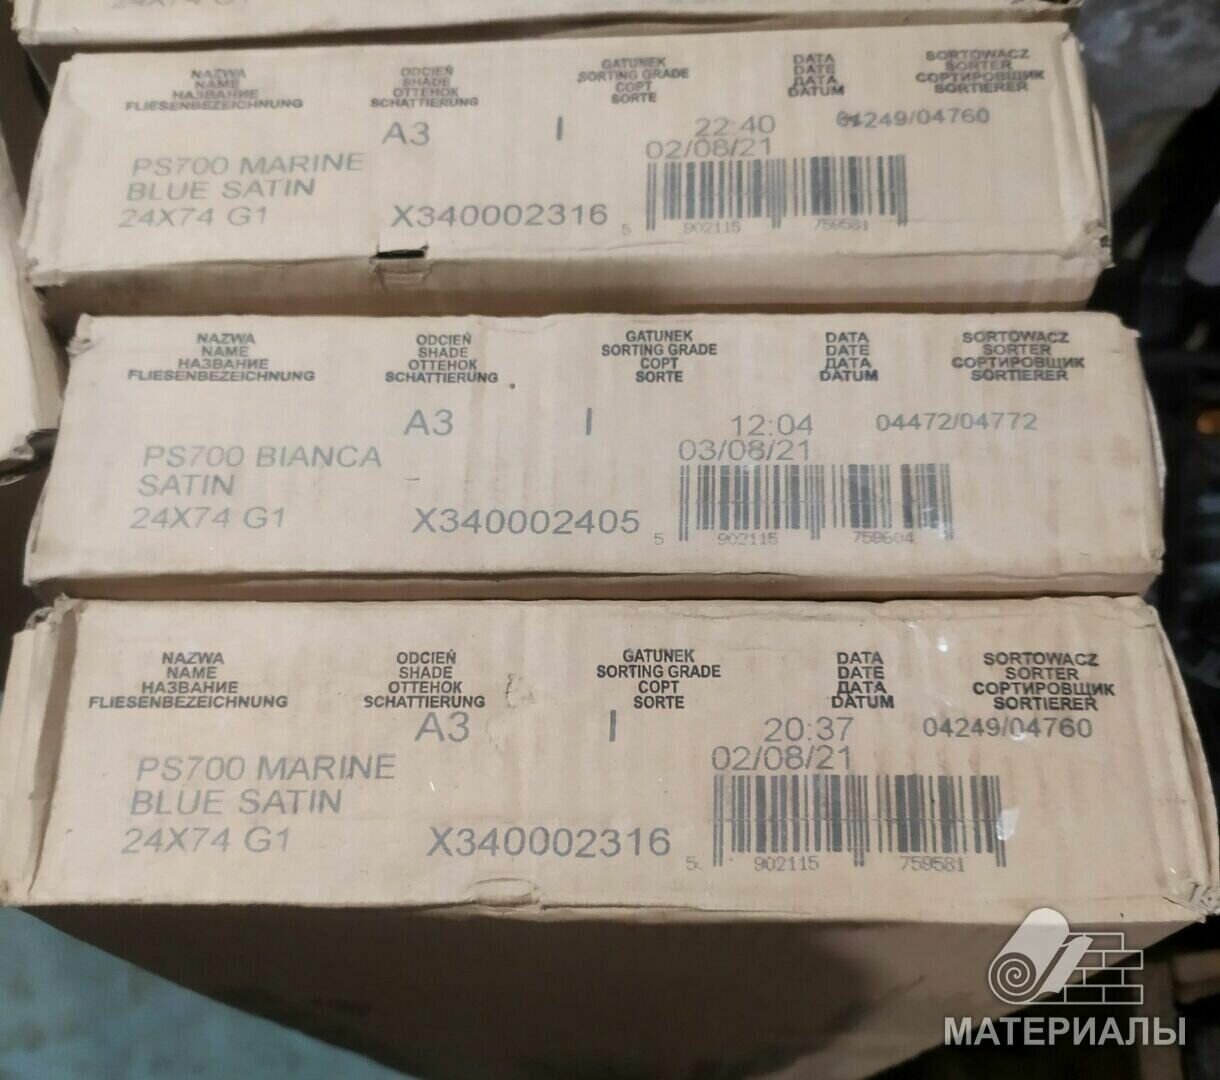 NAZWA
NAME
НАЗВАНИЕ
FLIESENBEZEICHNUNG
ODCIEŃ
SHADE
ОТТЕНОК
SCHATTIERUNG
GATUNEK
SORTING GRADE
СОРТ
SORTE
DATA
DATE
ДАТА
DATUM
SORTOWACZ
SORTER
СОРТИРОВЩИК
SORTIERER
A3
I
22:40
04249/04760
02/08/21
PS700 MARINE
BLUE SATIN
24X74 G1
X340002316
5 902115 759581
NAZWA
NAME
НАЗВАНИЕ
FLIESENBEZEICHNUNG
ODCIEŃ
SHADE
ОТТЕНОК
SCHATTIERUNG
GATUNEK
SORTING GRADE
СОРТ
SORTE
DATA
DATE
ДАТА
DATUM
SORTOWACZ
SORTER
СОРТИРОВЩИК
SORTIERER
A3
I
12:04
04472/04772
03/08/21
PS700 BIANCA
SATIN
24X74 G1
X340002405
5 902115 759604
NAZWA
NAME
НАЗВАНИЕ
FLIESENBEZEICHNUNG
ODCIEŃ
SHADE
ОТТЕНОК
SCHATTIERUNG
GATUNEK
SORTING GRADE
СОРТ
SORTE
DATA
DATE
ДАТА
DATUM
SORTOWACZ
SORTER
СОРТИРОВЩИК
SORTIERER
A3
I
20:37
04249/04760
02/08/21
PS700 MARINE
BLUE SATIN
24X74 G1
X340002316
5 902115 759581
МАТЕРИАЛЫ